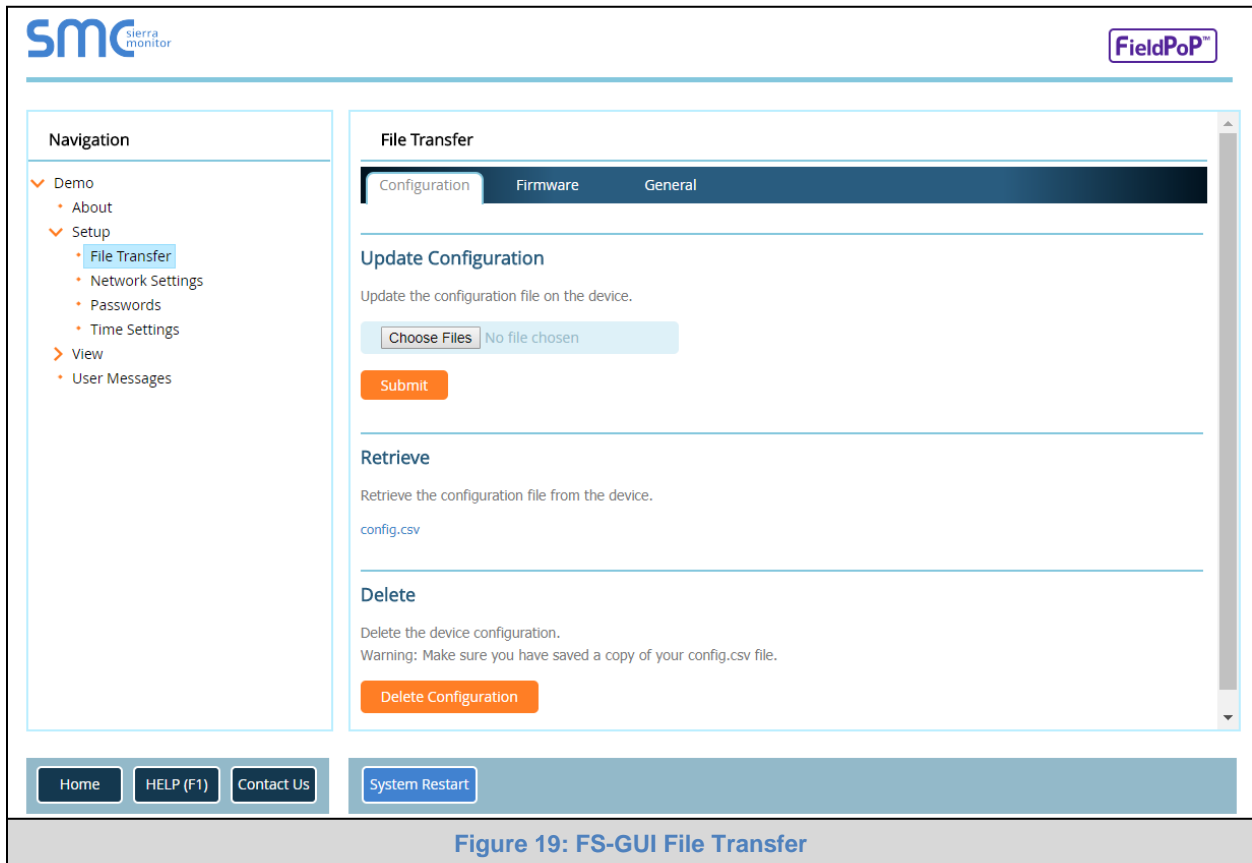 SMC sierra monitor
FieldPoP™
Navigation
Demo
About
Setup
File Transfer
Network Settings
Passwords
Time Settings
View
User Messages
File Transfer
Configuration Firmware General
Update Configuration
Update the configuration file on the device.
Choose Files No file chosen
Submit
Retrieve
Retrieve the configuration file from the device.
config.csv
Delete
Delete the device configuration.
Warning: Make sure you have saved a copy of your config.csv file.
Delete Configuration
Home HELP (F1) Contact Us System Restart
Figure 19: FS-GUI File Transfer